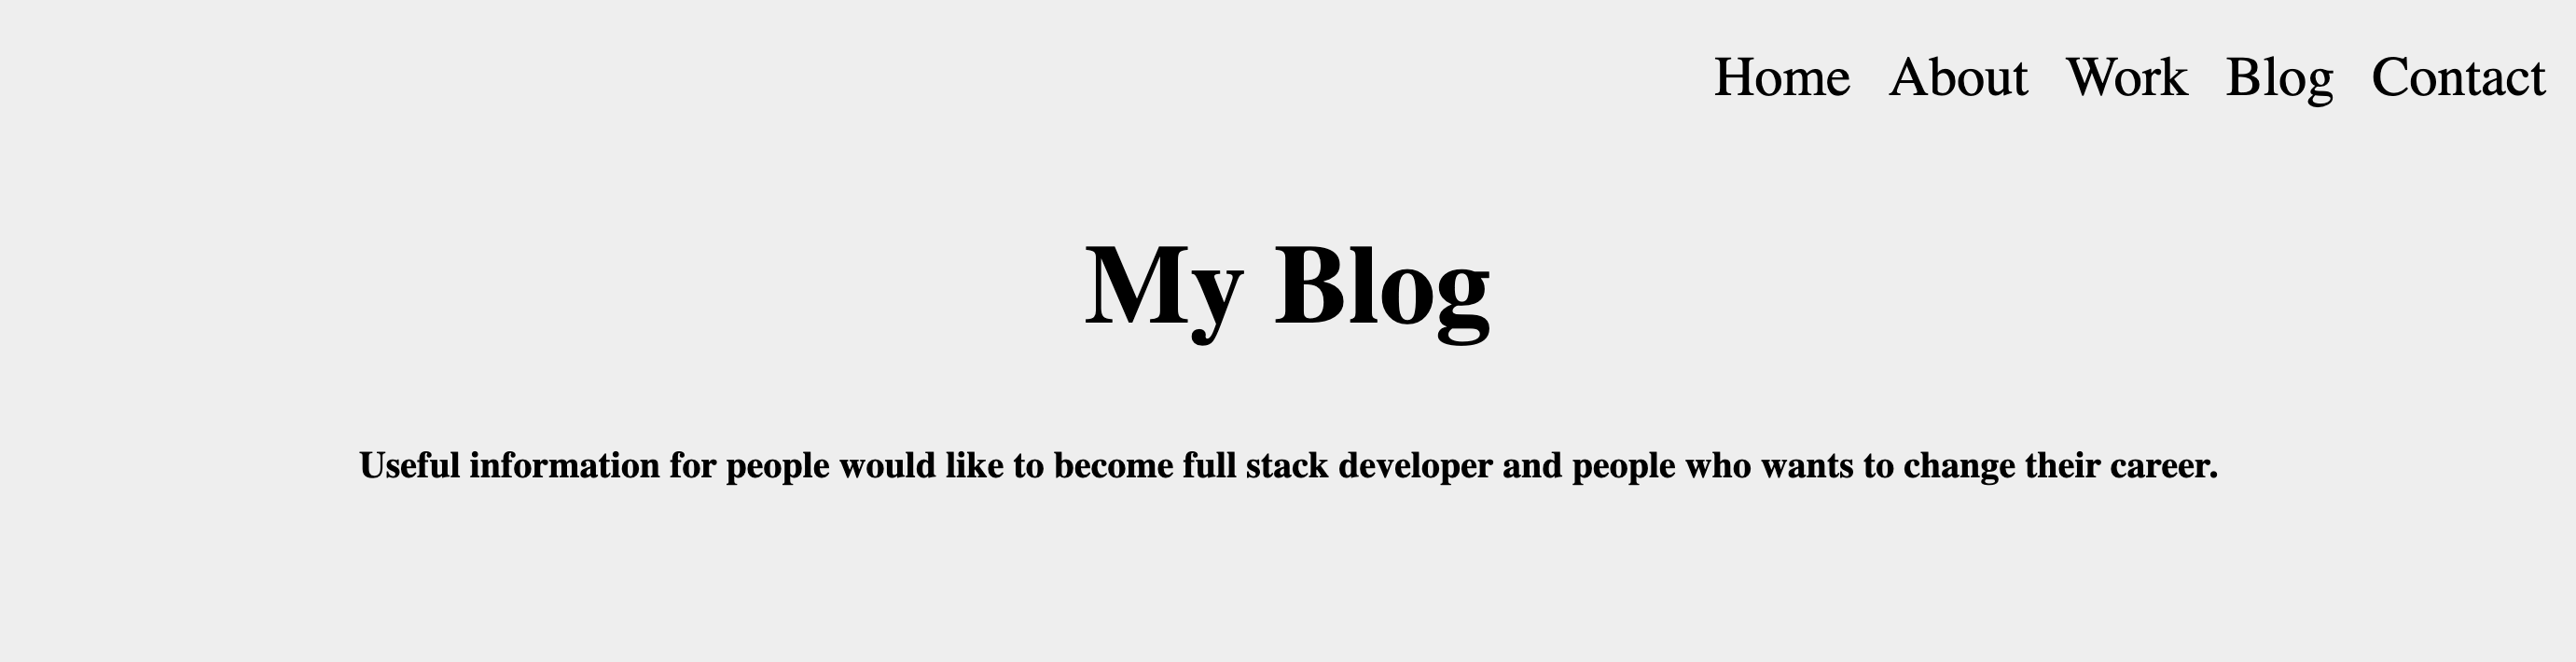 Home About Work Blog Contact
My Blog
Useful information for people would like to become full stack developer and people who wants to change their career.